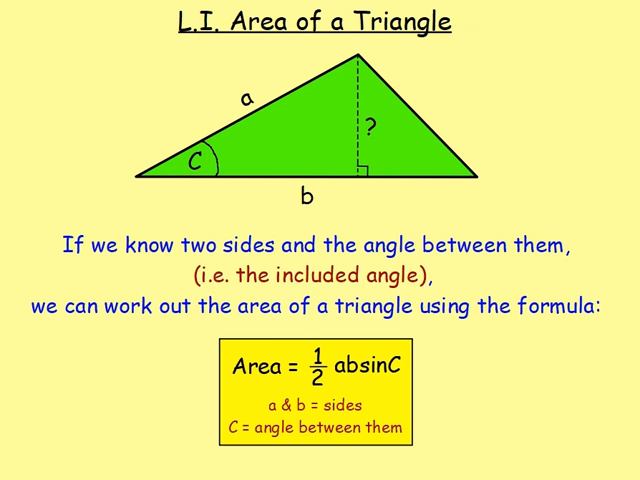 L.I. Area of a Triangle
a
?
C
b
If we know two sides and the angle between them,
(i.e. the included angle),
we can work out the area of a triangle using the formula:
Area = 1/2 absinC
a & b = sides
C = angle between them